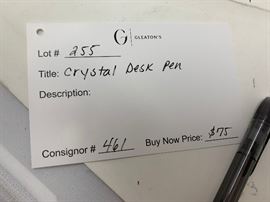 G | GLEATON'S
Lot # 255
Title: Crystal Desk Pen
Description:
Consignor # 461 Buy Now Price: $75